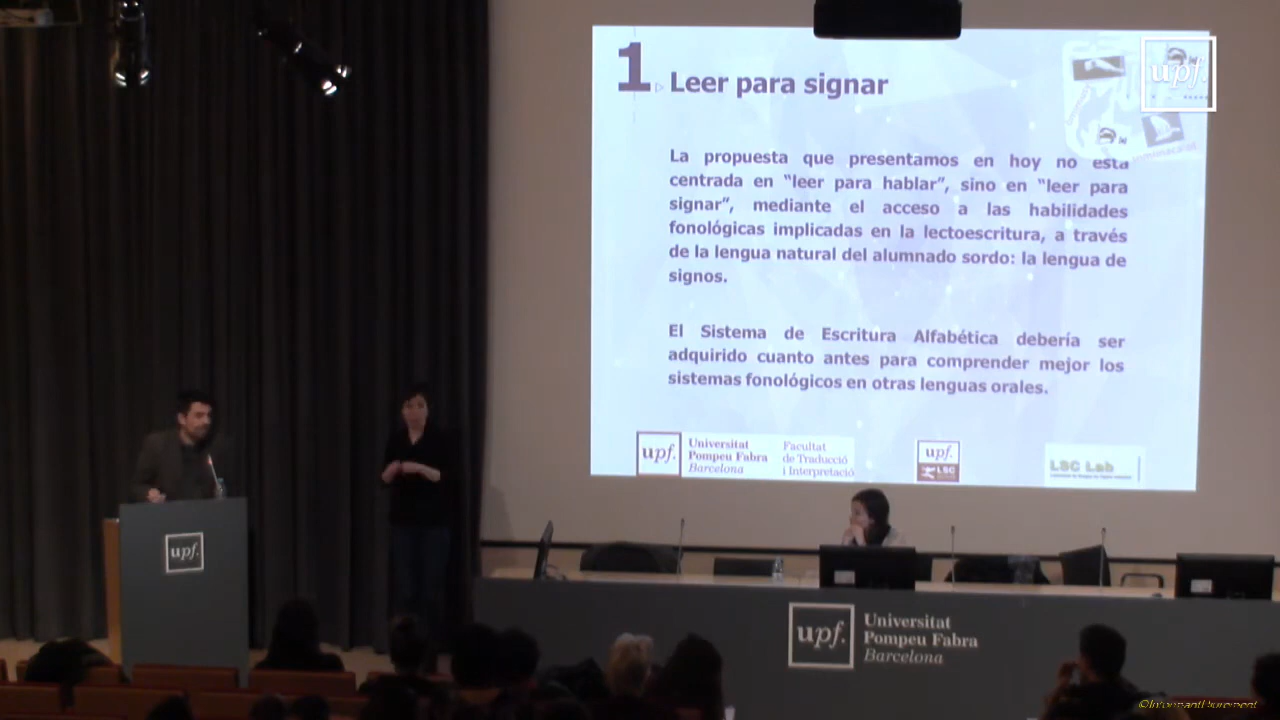 1 Leer para signar
upf.
La propuesta que presentamos en hoy no está
centrada en “leer para hablar”, sino en “leer para
signar”, mediante el acceso a las habilidades
fonológicas implicadas en la lectoescritura, a través
de la lengua natural del alumnado sordo: la lengua de
signos.
El Sistema de Escritura Alfabética debería ser
adquirido cuanto antes para comprender mejor los
sistemas fonológicos en otras lenguas orales.
upf. Universitat
Pompeu Fabra
Barcelona
Facultat
de Traducció
i Interpretació
upf.
LSC
LSC Lab
upf.
upf. Universitat
Pompeu Fabra
Barcelona